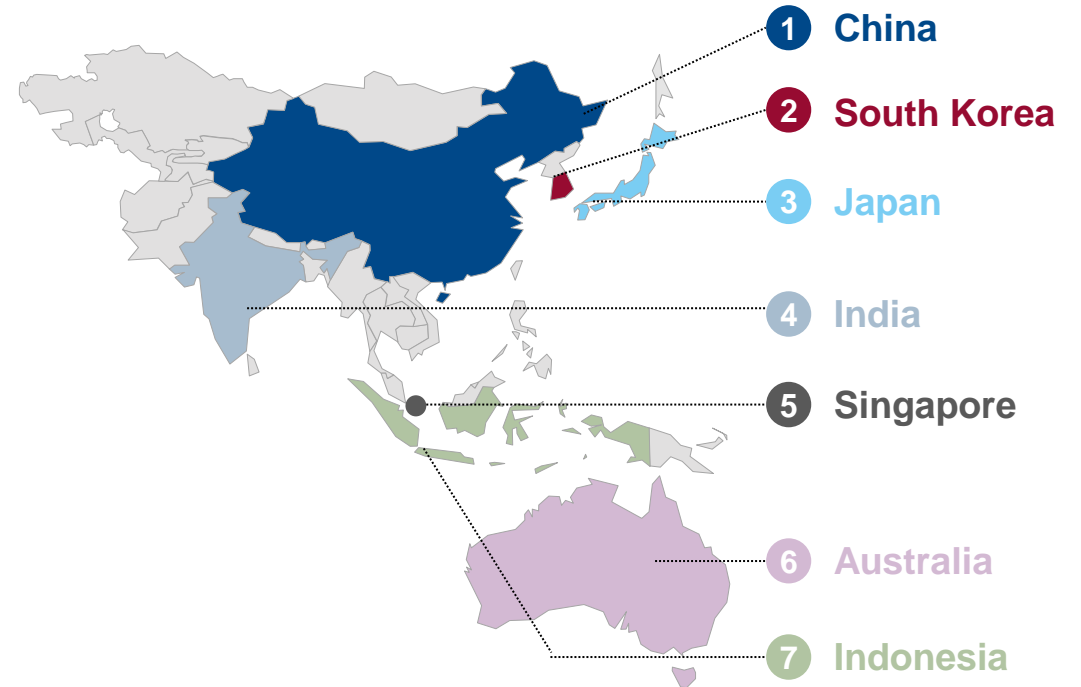 1 China
2 South Korea
3 Japan
4 India
5 Singapore
6 Australia
7 Indonesia